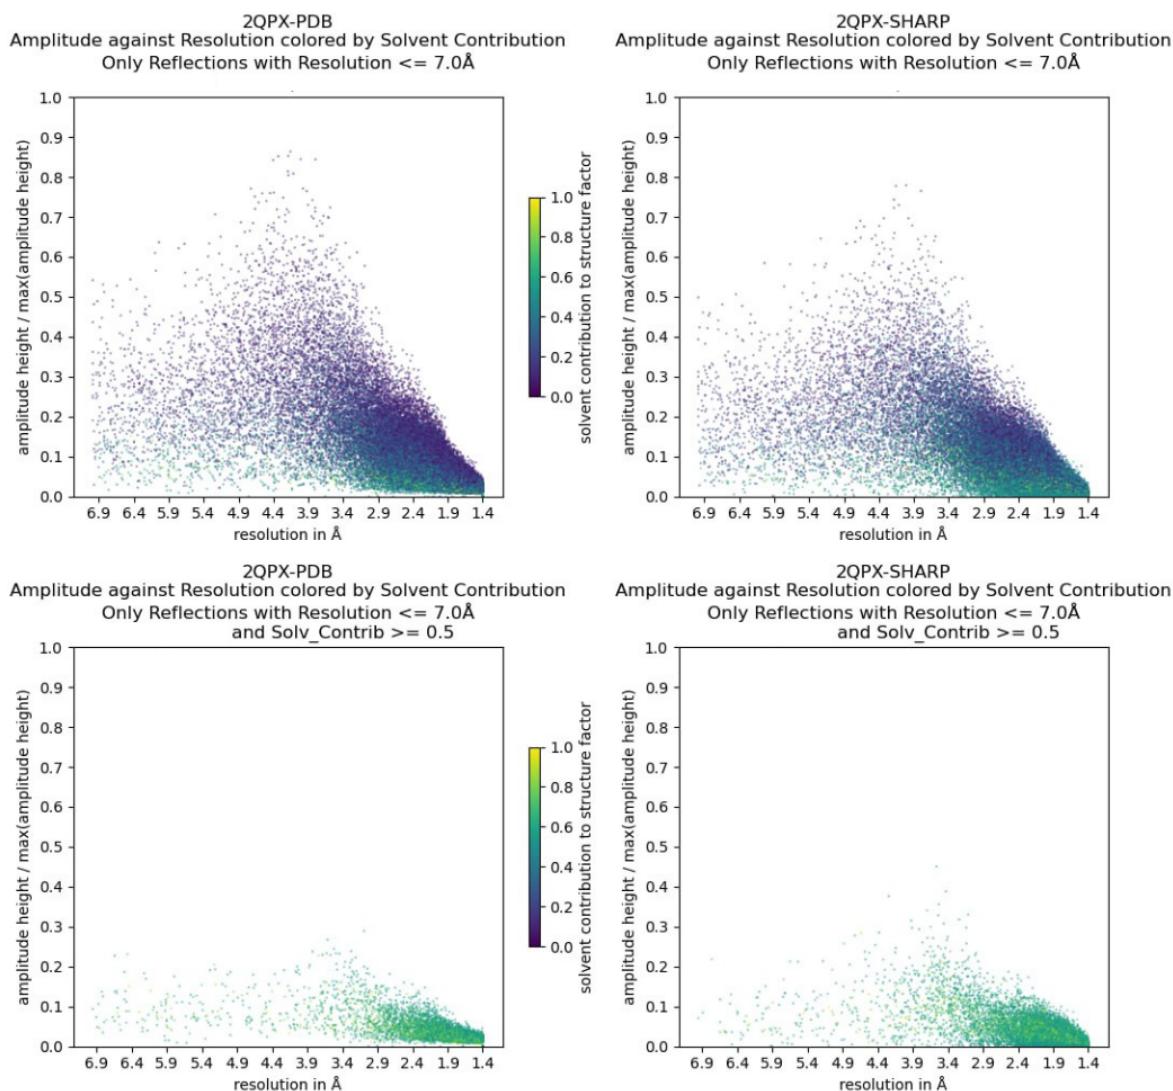 2QPX-PDB
Amplitude against Resolution colored by Solvent Contribution
Only Reflections with Resolution <= 7.0Å
1.0
0.9
0.8
0.7
0.6
0.5
0.4
0.3
0.2
0.1
0.0
amplitude height / max(amplitude height)
6.9 6.4 5.9 5.4 4.9 4.4 3.9 3.4 2.9 2.4 1.9 1.4
resolution in Å
1.0
0.8
0.6
0.4
0.2
0.0
solvent contribution to structure factor
2QPX-SHARP
Amplitude against Resolution colored by Solvent Contribution
Only Reflections with Resolution <= 7.0Å
1.0
0.9
0.8
0.7
0.6
0.5
0.4
0.3
0.2
0.1
0.0
amplitude height / max(amplitude height)
6.9 6.4 5.9 5.4 4.9 4.4 3.9 3.4 2.9 2.4 1.9 1.4
resolution in Å
2QPX-PDB
Amplitude against Resolution colored by Solvent Contribution
Only Reflections with Resolution <= 7.0Å
and Solv_Contrib >= 0.5
1.0
0.9
0.8
0.7
0.6
0.5
0.4
0.3
0.2
0.1
0.0
amplitude height / max(amplitude height)
6.9 6.4 5.9 5.4 4.9 4.4 3.9 3.4 2.9 2.4 1.9 1.4
resolution in Å
1.0
0.8
0.6
0.4
0.2
0.0
solvent contribution to structure factor
2QPX-SHARP
Amplitude against Resolution colored by Solvent Contribution
Only Reflections with Resolution <= 7.0Å
and Solv_Contrib >= 0.5
1.0
0.9
0.8
0.7
0.6
0.5
0.4
0.3
0.2
0.1
0.0
amplitude height / max(amplitude height)
6.9 6.4 5.9 5.4 4.9 4.4 3.9 3.4 2.9 2.4 1.9 1.4
resolution in Å